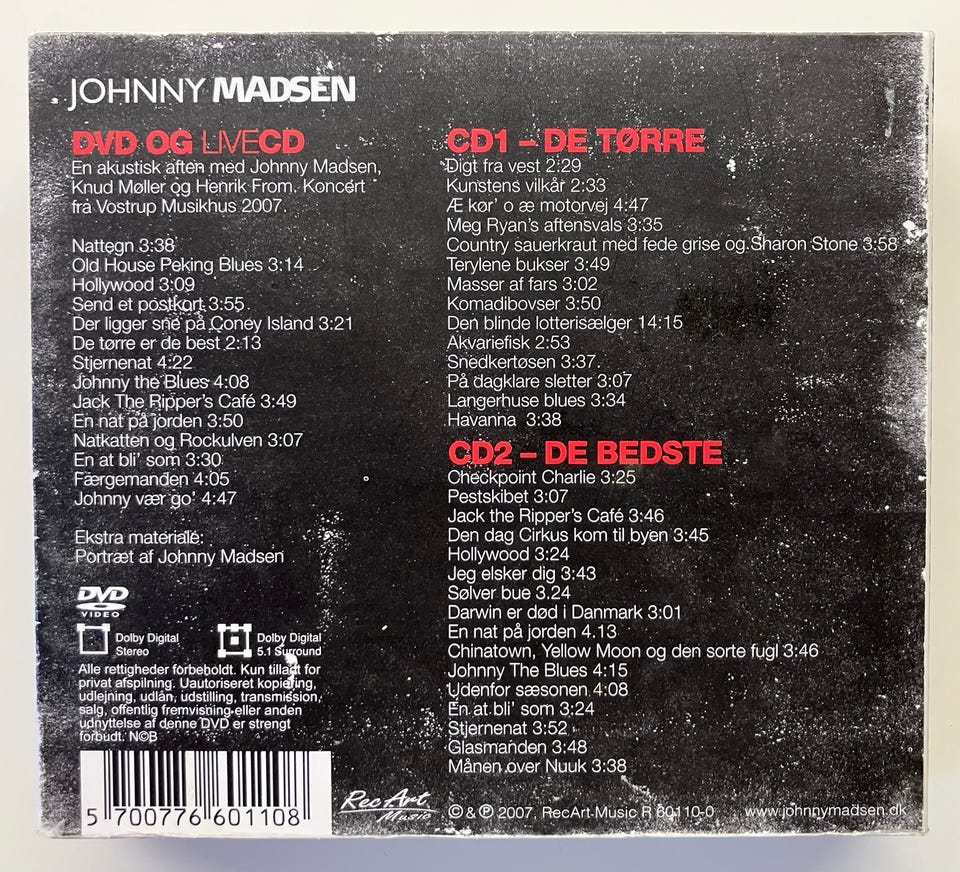 JOHNNY MADSEN
DVD OG LIVECD
En akustisk aften med Johnny Madsen,
Knud Møller og Henrik From. Koncert
fra Vostrup Musikhus 2007.
Nattegn 3:38
Old House Peking Blues 3:14
Hollywood 3:09
Send et postkort 3:55
Der ligger sne på Coney Island 3:21
De tørre er de best 2:13
Stjernenat 4:22
Johnny the Blues 4:08
Jack The Ripper's Café 3:49
En nat på jorden 3:50
Natkatten og Rockulven 3:07
En at bli' som 3:30
Færgemanden 4:05
Johnny vær go' 4:47
Ekstra materiale:
Portræt af Johnny Madsen
DVD
VIDEO
Dolby Digital
Stereo
Dolby Digital
5.1 Surround
Alle rettigheder forbeholdt. Kun tilladt for
privat afspilning. Uautoriseret kopiering,
udlejning, udlån, udstilling, transmission,
salg, offentlig fremvisning eller anden
udnyttelse af denne DVD er strengt
forbudt. N©B
5 700776 601108
CD1 – DE TØRRE
Digt fra vest 2:29
Kunstens vilkår 2:33
Æ kør' o æ motorvej 4:47
Meg Ryan's aftensvals 3:35
Country sauerkraut med fede grise og Sharon Stone 3:58
Terylene bukser 3:49
Masser af fars 3:02
Komadibovser 3:50
Den blinde lotterisælger 14:15
Akvariefisk 2:53
Snedkertøsen 3:37
På dagklare sletter 3:07
Langerhuse blues 3:34
Havanna 3:38
CD2 – DE BEDSTE
Checkpoint Charlie 3:25
Pestskibet 3:07
Jack the Ripper's Café 3:46
Den dag Cirkus kom til byen 3:45
Hollywood 3:24
Jeg elsker dig 3:43
Sølver bue 3.24
Darwin er død i Danmark 3:01
En nat på jorden 4.13
Chinatown, Yellow Moon og den sorte fugl 3:46
Johnny The Blues 4:15
Udenfor sæsonen 4:08
En at bli' som 3:24
Stjernenat 3:52
Glasmanden 3:48
Månen over Nuuk 3:38
RecArt Music
© & ℗ 2007, RecArt Music R 60110-0 www.johnnymadsen.dk